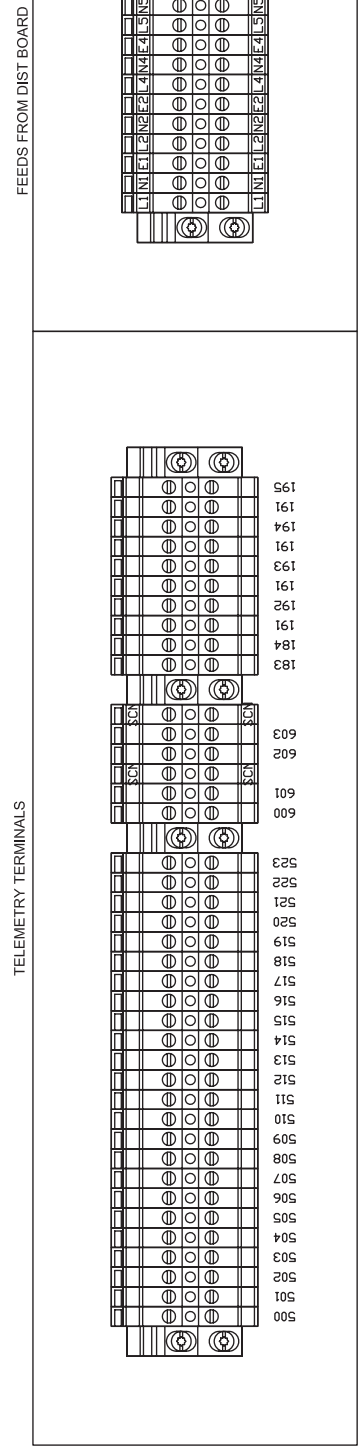 FEEDS FROM DIST BOARD
N5 N5
L5 L5
E4 E4
N4 N4
L4 L4
E2 E2
N2 N2
L2 L2
E1 E1
N1 N1
L1 L1
TELEMETRY TERMINALS
195
191
194
191
193
191
192
191
184
183
SCN SCN
603
602
SCN SCN
601
600
523
522
521
520
519
518
517
516
515
514
513
512
511
510
509
508
507
506
505
504
503
502
501
500